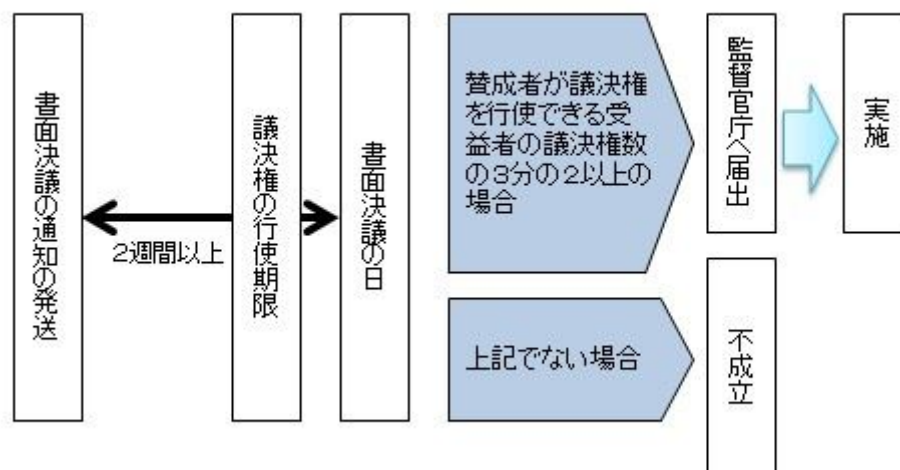 書面決議の通知の発送
2週間以上
議決権の行使期限
書面決議の日
賛成者が議決権
を行使できる受
益者の議決権数
の3分の2以上の
場合
監督官庁へ届出
実施
上記でない場合
不成立